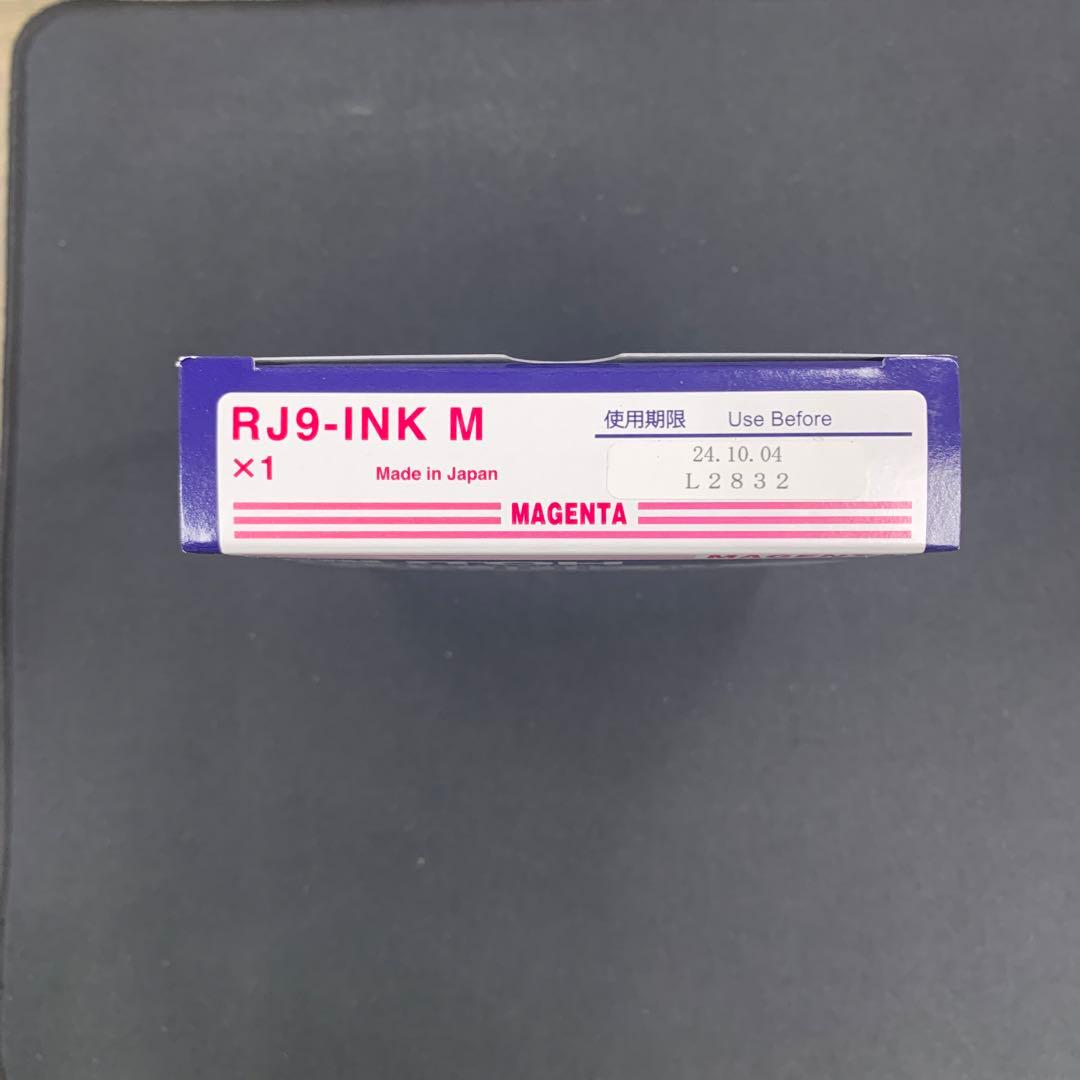 RJ9-INK M
×1
Made in Japan
使用期限 Use Before
24.10.04
L2832
MAGENTA